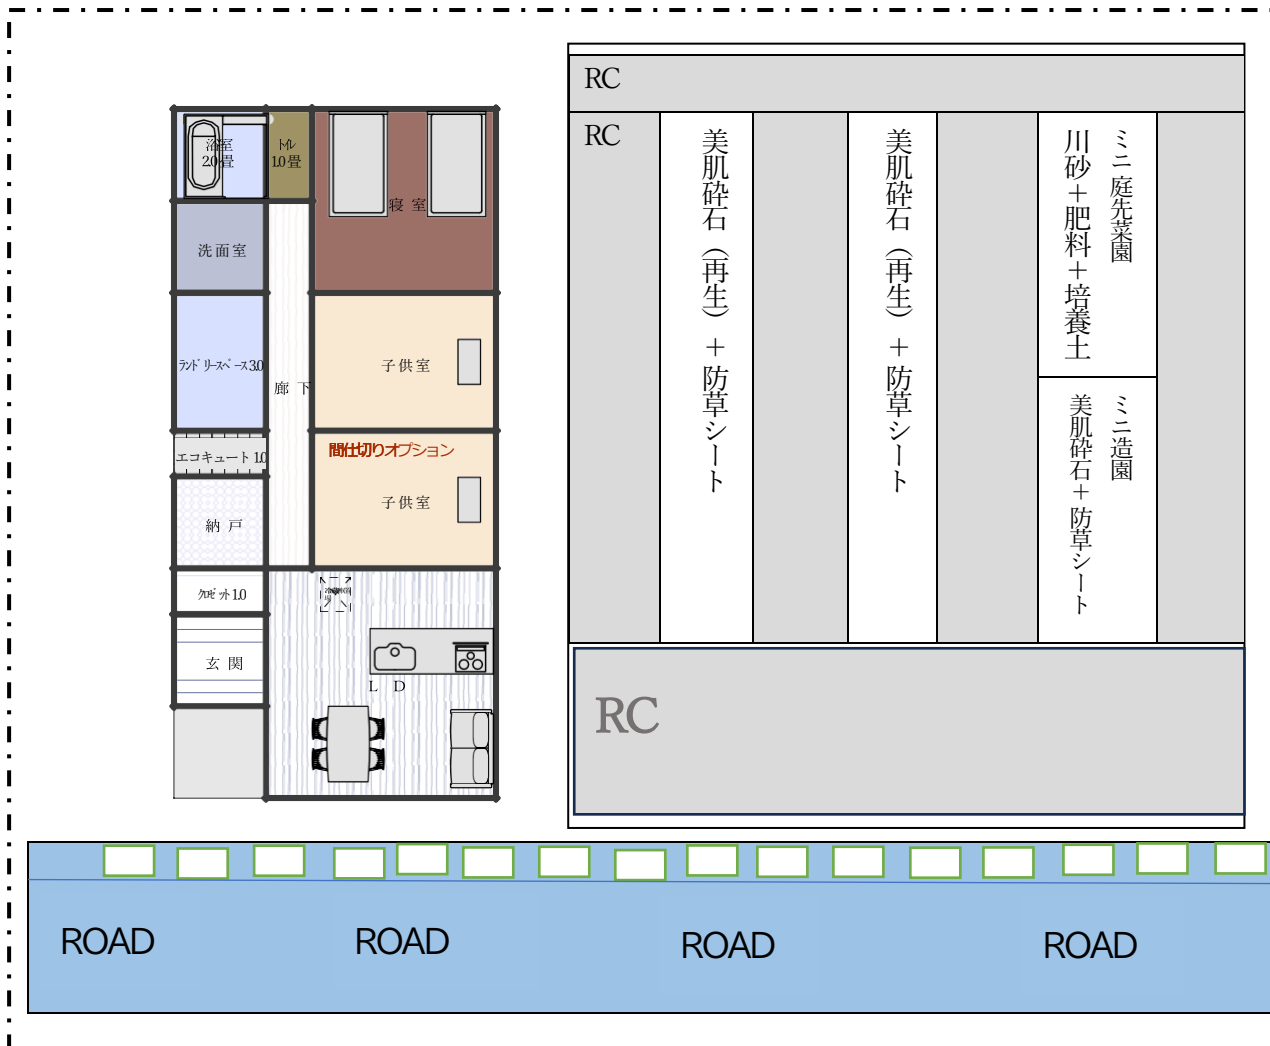 RC
RC
美肌砕石（再生）＋防草シート
美肌砕石（再生）＋防草シート
ミニ庭先菜園
川砂＋肥料＋培養土
ミニ造園
美肌砕石＋防草シート
RC
浴室
2.0畳
トイレ
1.0畳
寝室
洗面室
ランドリースペース3.0
子供室
廊下
間仕切りオプション
エコキュート1.0
子供室
納戸
クロゼット1.0
玄関
LD
ROAD
ROAD
ROAD
ROAD